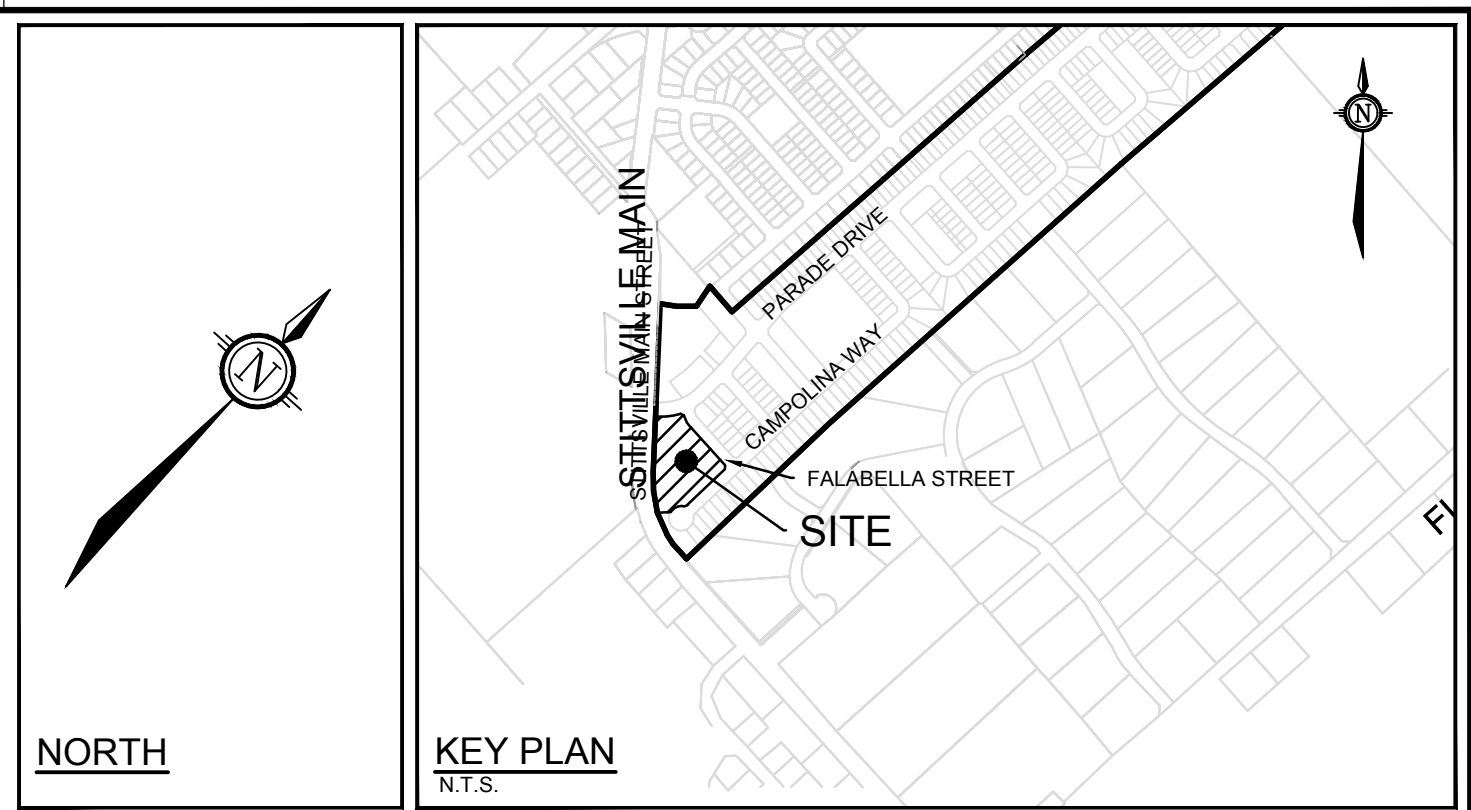 N
NORTH
N
STITTSVILLE MAIN
STITTSVILLE MAIN STREET
PARADE DRIVE
CAMPOLINA WAY
FALABELLA STREET
SITE
KEY PLAN
N.T.S.